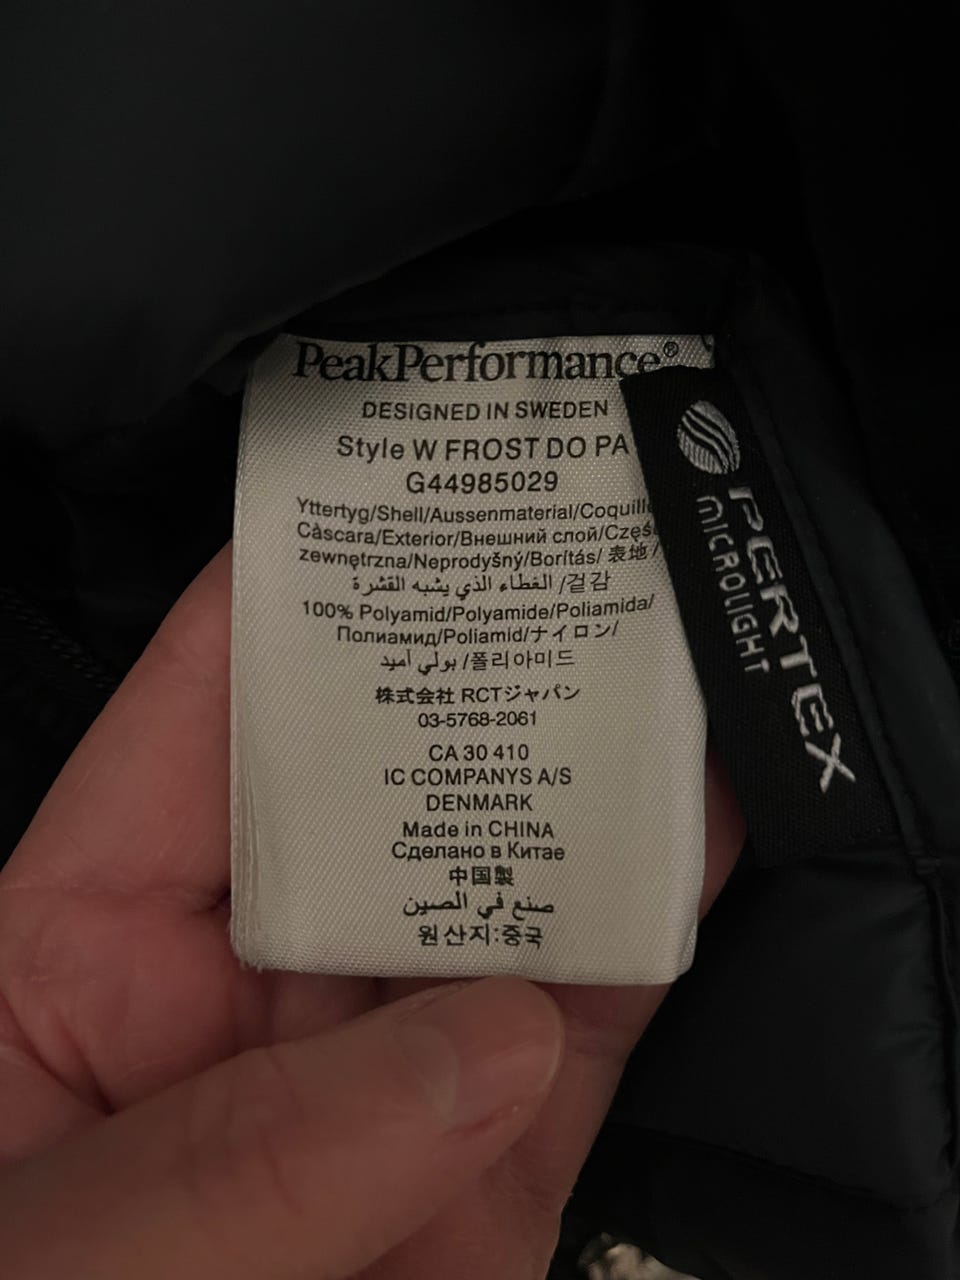 PeakPerformance®
DESIGNED IN SWEDEN
Style W FROST DO PA
G44985029
Yttertyg/Shell/Aussenmaterial/Coquille
Càscara/Exterior/Внешний слой/Częś
zewnętrzna/Neprodyšný/Borítás/表地/
الغطاء الذي يشبه القشرة /겉감
100% Polyamid/Polyamide/Poliamida/
Полиамид/Poliamid/ナイロン/
بولي أميد /폴리아미드
株式会社 RCTジャパン
03-5768-2061
CA 30 410
IC COMPANYS A/S
DENMARK
Made in CHINA
Сделано в Китае
中国製
صنع في الصين
원산지:중국
PERTEX
MICROLIGHT